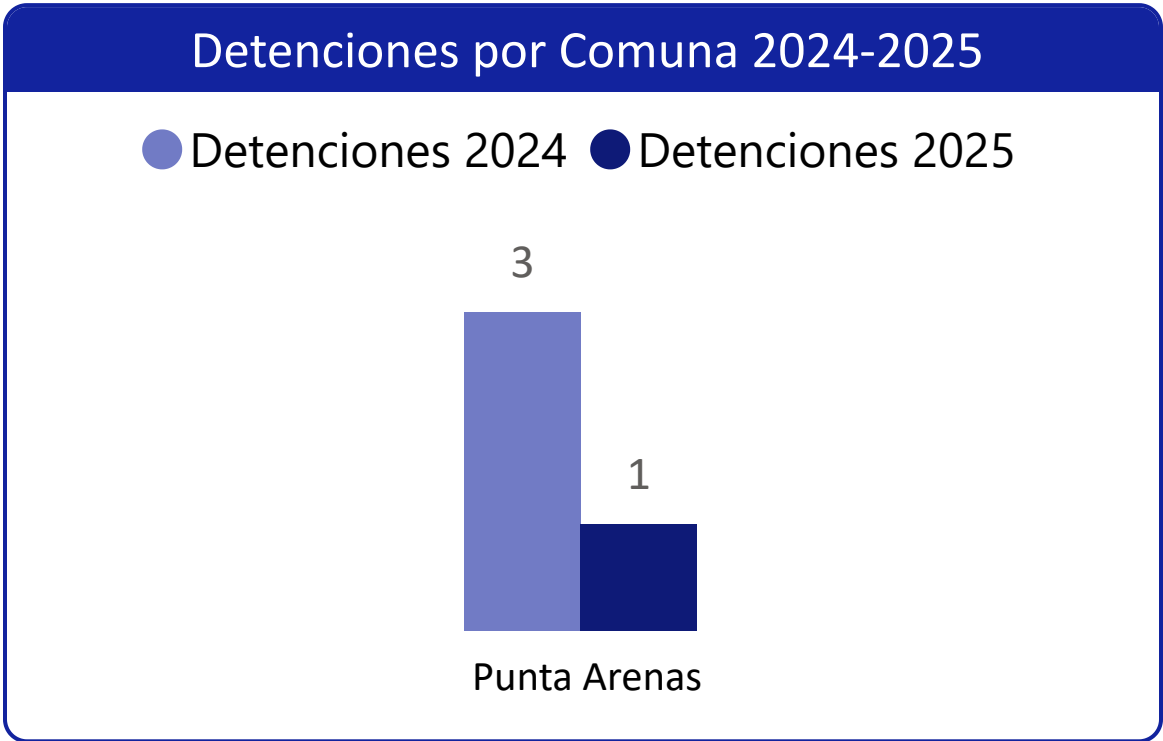 Detenciones por Comuna 2024-2025
Detenciones 2024 Detenciones 2025
3
1
Punta Arenas